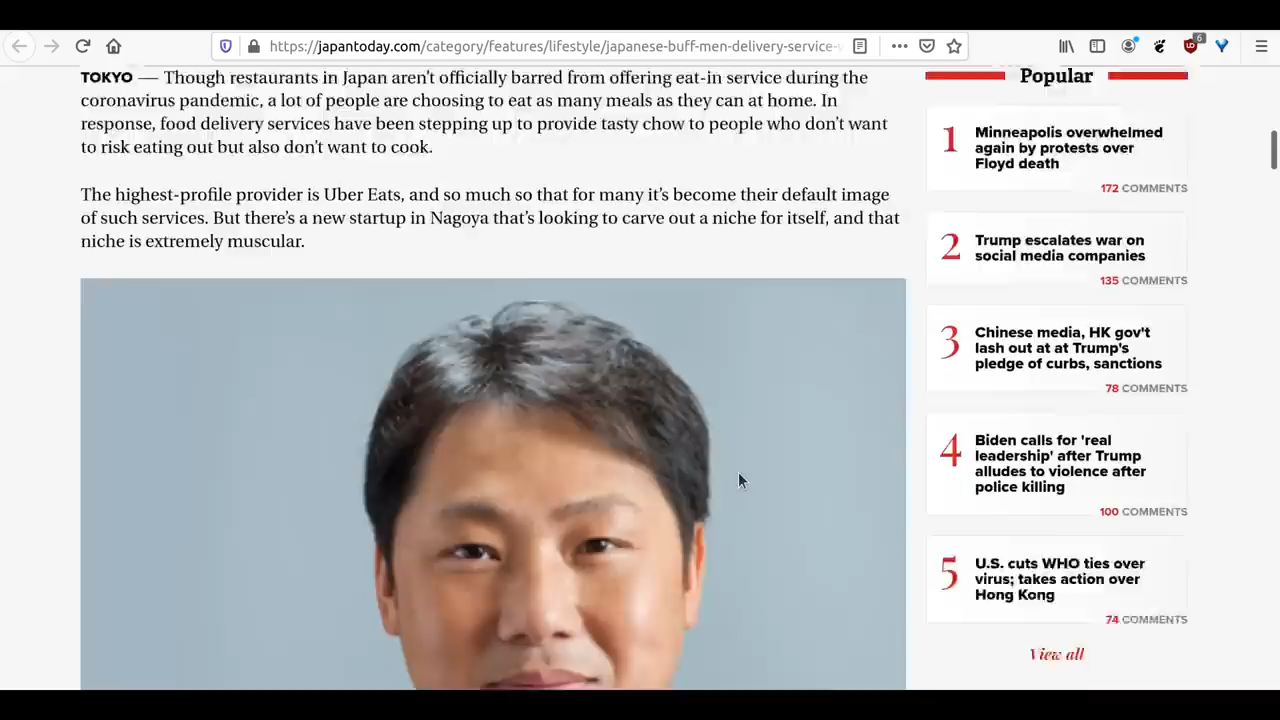 https://japantoday.com/category/features/lifestyle/japanese-buff-men-delivery-service-
6
TOKYO — Though restaurants in Japan aren't officially barred from offering eat-in service during the
coronavirus pandemic, a lot of people are choosing to eat as many meals as they can at home. In
response, food delivery services have been stepping up to provide tasty chow to people who don't want
to risk eating out but also don't want to cook.
The highest-profile provider is Uber Eats, and so much so that for many it's become their default image
of such services. But there's a new startup in Nagoya that's looking to carve out a niche for itself, and that
niche is extremely muscular.
Popular
1
Minneapolis overwhelmed
again by protests over
Floyd death
172 COMMENTS
2
Trump escalates war on
social media companies
135 COMMENTS
3
Chinese media, HK gov't
lash out at at Trump's
pledge of curbs, sanctions
78 COMMENTS
4
Biden calls for 'real
leadership' after Trump
alludes to violence after
police killing
100 COMMENTS
5
U.S. cuts WHO ties over
virus; takes action over
Hong Kong
74 COMMENTS
View all